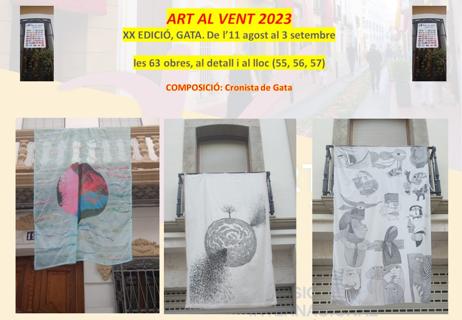 ART AL VENT 2023
XX EDICIÓ, GATA. De l'11 agost al 3 setembre
les 63 obres, al detall i al lloc (55, 56, 57)
COMPOSICIÓ: Cronista de Gata